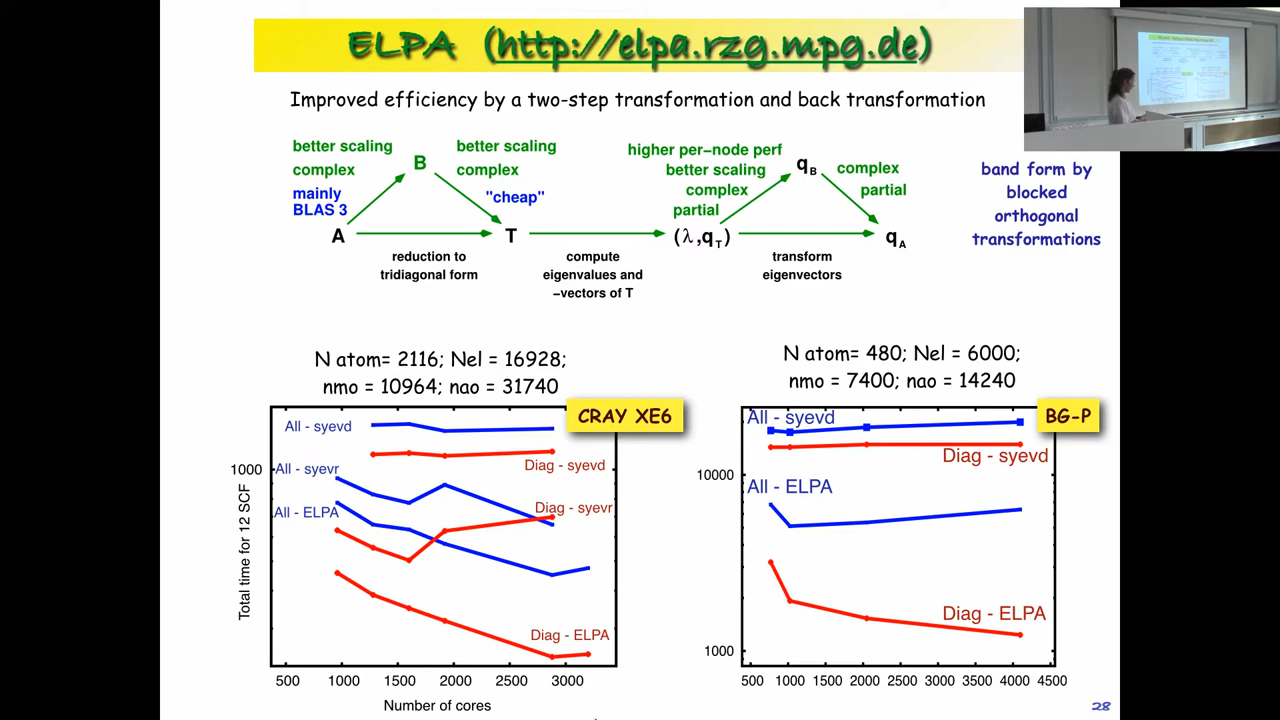 ELPA (http://elpa.rzg.mpg.de)
Improved efficiency by a two-step transformation and back transformation
better scaling
complex
mainly
BLAS 3
B
better scaling
complex
"cheap"
higher per-node perf
better scaling
complex
partial
qB
complex
partial
band form by
blocked
orthogonal
transformations
A
T
(λ,qT)
qA
reduction to
tridiagonal form
compute
eigenvalues and
-vectors of T
transform
eigenvectors
N atom= 2116; Nel = 16928;
nmo = 10964; nao = 31740
CRAY XE6
All - syevd
Diag - syevd
All - syevr
Diag - syevr
All - ELPA
Diag - ELPA
1000
Total time for 12 SCF
500 1000 1500 2000 2500 3000
Number of cores
N atom= 480; Nel = 6000;
nmo = 7400; nao = 14240
BG-P
All - syevd
Diag - syevd
All - ELPA
Diag - ELPA
10000
1000
500 1000 1500 2000 2500 3000 3500 4000 4500
28